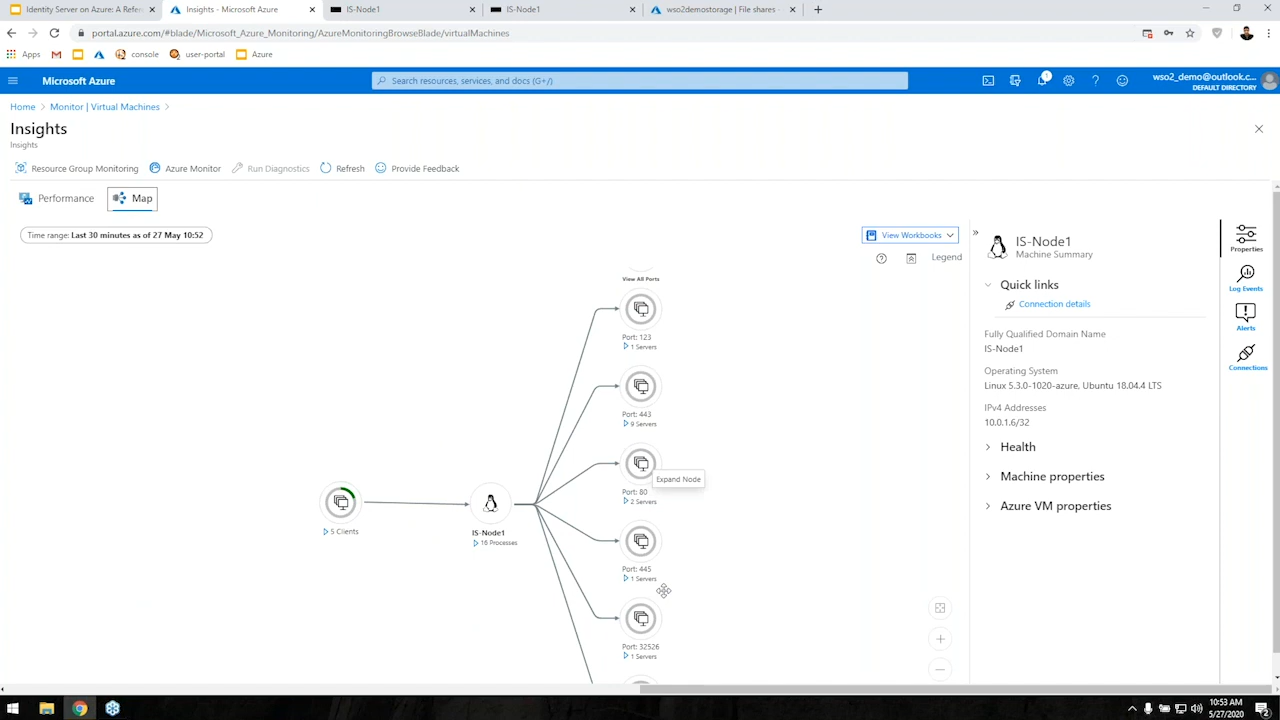 Identity Server on Azure: A Refere
Insights - Microsoft Azure
IS-Node1
IS-Node1
wso2demostorage | File shares -
portal.azure.com/#blade/Microsoft_Azure_Monitoring/AzureMonitoringBrowseBlade/virtualMachines
Apps
console
user-portal
Azure
Microsoft Azure
Search resources, services, and docs (G+/)
1
wso2_demo@outlook.c...
DEFAULT DIRECTORY
Home > Monitor | Virtual Machines >
Insights
Insights
Resource Group Monitoring
Azure Monitor
Run Diagnostics
Refresh
Provide Feedback
Performance
Map
Time range: Last 30 minutes as of 27 May 10:52
View Workbooks
Legend
View All Ports
Port: 123
1 Servers
Port: 443
9 Servers
Port: 80
2 Servers
Expand Node
Port: 445
1 Servers
Port: 32526
1 Servers
5 Clients
IS-Node1
16 Processes
IS-Node1
Machine Summary
Quick links
Connection details
Fully Qualified Domain Name
IS-Node1
Operating System
Linux 5.3.0-1020-azure, Ubuntu 18.04.4 LTS
IPv4 Addresses
10.0.1.6/32
Health
Machine properties
Azure VM properties
Properties
Log Events
Alerts
Connections
10:53 AM
5/27/2020
2